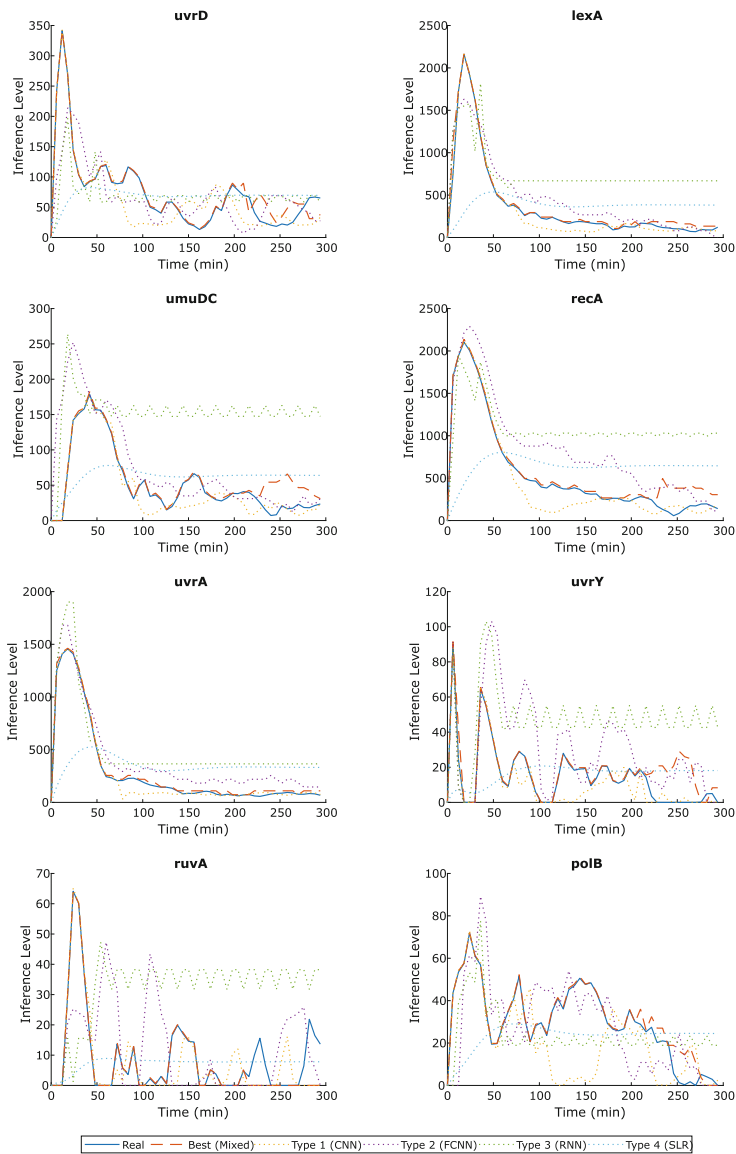 uvrD
lexA
350
300
250
200
150
100
50
0
Inference Level
0 50 100 150 200 250 300
Time (min)
2500
2000
1500
1000
500
0
Inference Level
0 50 100 150 200 250 300
Time (min)
umuDC
recA
300
250
200
150
100
50
0
Inference Level
0 50 100 150 200 250 300
Time (min)
2500
2000
1500
1000
500
0
Inference Level
0 50 100 150 200 250 300
Time (min)
uvrA
uvrY
2000
1500
1000
500
0
Inference Level
0 50 100 150 200 250 300
Time (min)
120
100
80
60
40
20
0
Inference Level
0 50 100 150 200 250 300
Time (min)
ruvA
polB
70
60
50
40
30
20
10
0
Inference Level
0 50 100 150 200 250 300
Time (min)
100
80
60
40
20
0
Inference Level
0 50 100 150 200 250 300
Time (min)
Real Best (Mixed) Type 1 (CNN) Type 2 (FCNN) Type 3 (RNN) Type 4 (SLR)